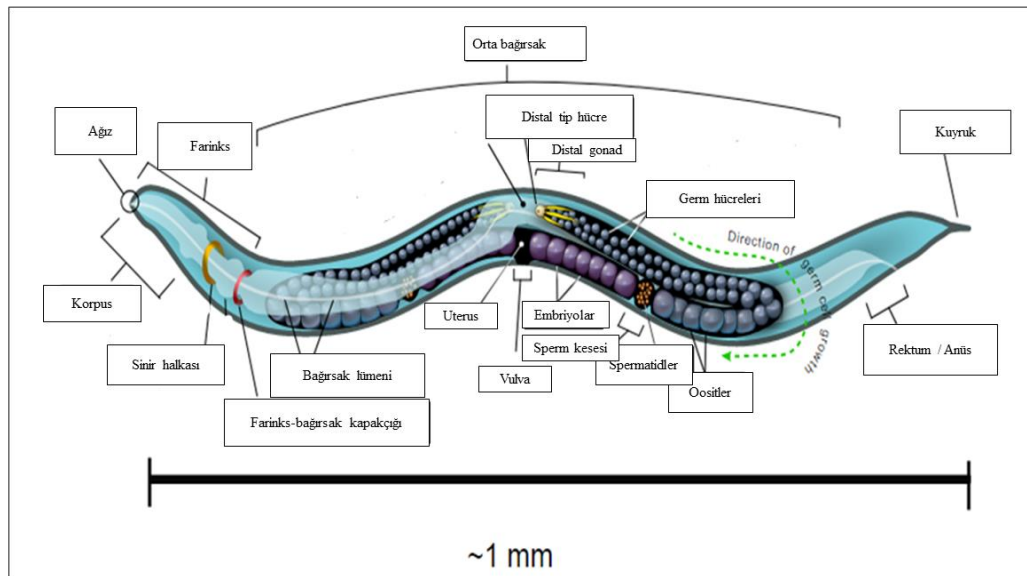 Orta bağırsak
Ağız
Farinks
Distal tip hücre
Distal gonad
Kuyruk
Germ hücreleri
Direction of germ cell growth
Korpus
Sinir halkası
Bağırsak lümeni
Farinks-bağırsak kapakçığı
Uterus
Vulva
Embriyolar
Sperm kesesi
Spermatidler
Oositler
Rektum / Anüs
~1 mm